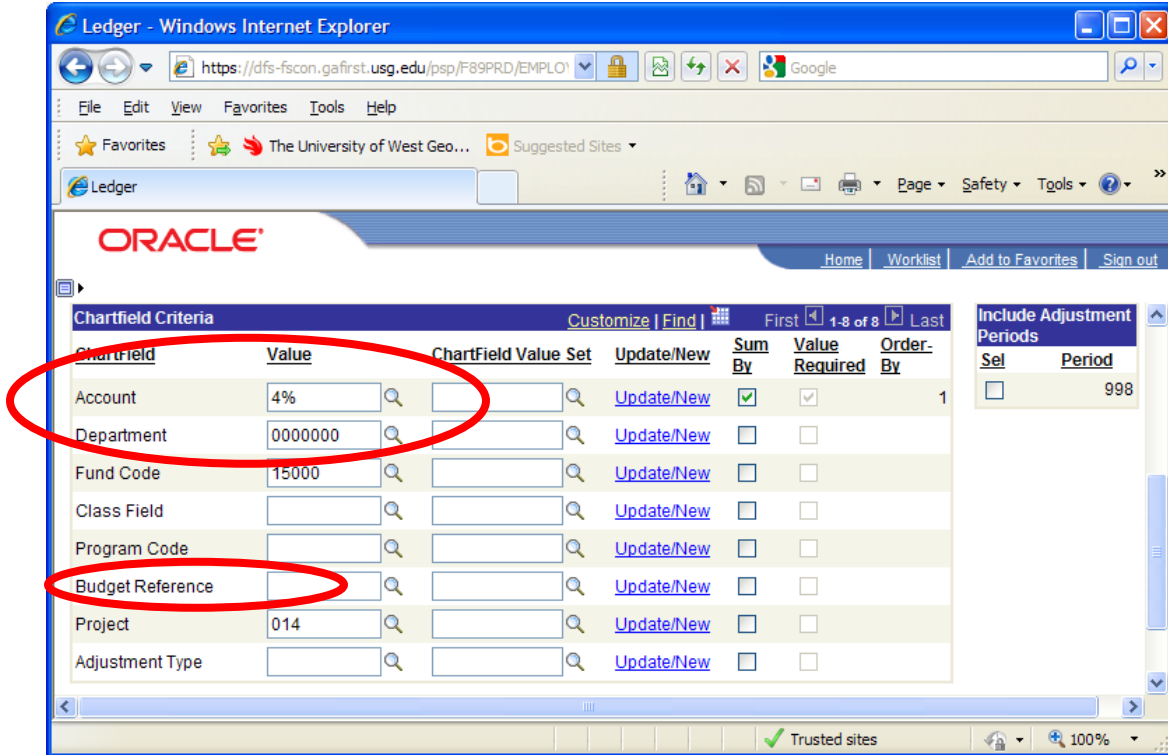 Ledger - Windows Internet Explorer
https://dfs-fscon.gafirst.usg.edu/psp/F89PRD/EMPLO
Google
File Edit View Favorites Tools Help
Favorites The University of West Geo... Suggested Sites
Ledger Page Safety Tools »
ORACLE
Home Worklist Add to Favorites Sign out
Chartfield Criteria Customize | Find | First 1-8 of 8 Last
ChartField Value ChartField Value Set Update/New Sum By Value Required Order-By
Account 4% Update/New 1
Department 0000000 Update/New
Fund Code 15000 Update/New
Class Field Update/New
Program Code Update/New
Budget Reference Update/New
Project 014 Update/New
Adjustment Type Update/New
Include Adjustment
Periods
Sel Period
998
Trusted sites 100%